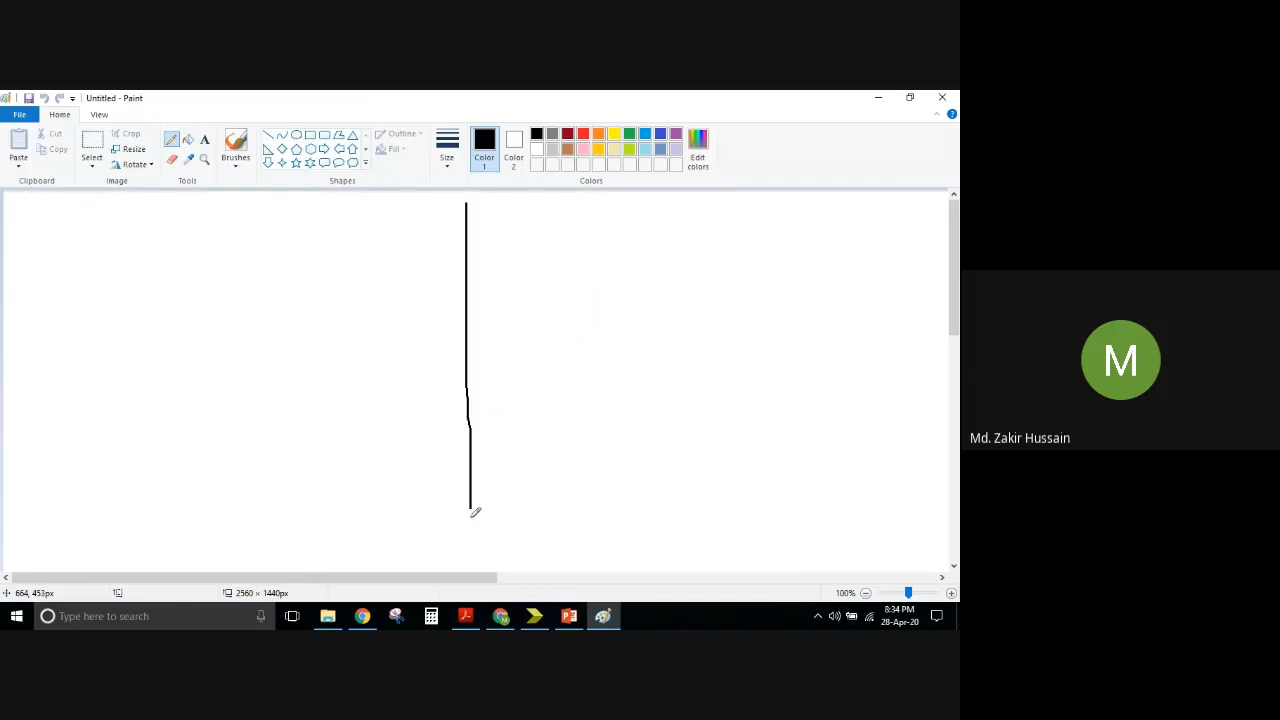 Untitled - Paint
File Home View
Paste
Cut
Copy
Clipboard
Select
Crop
Resize
Rotate
Image
A
Tools
Brushes
Shapes
Outline
Fill
Size
Color 1
Color 2
Edit colors
Colors
M
Md. Zakir Hussain
664, 453px
2560 × 1440px
100%
Type here to search
8:34 PM
28-Apr-20